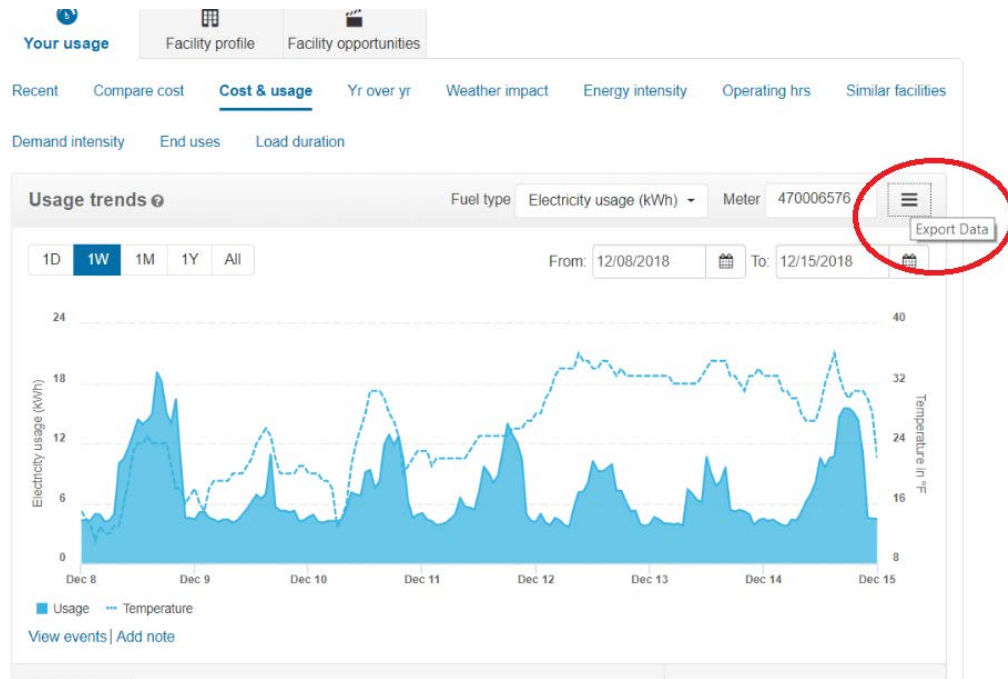 Your usage Facility profile Facility opportunities
Recent Compare cost Cost & usage Yr over yr Weather impact Energy intensity Operating hrs Similar facilities
Demand intensity End uses Load duration
Usage trends Fuel type Electricity usage (kWh) Meter 470006576
Export Data
1D 1W 1M 1Y All From: 12/08/2018 To: 12/15/2018
24 40
18 32
12 24
6 16
0 8
Electricity usage (kWh)
Temperature in °F
Dec 8 Dec 9 Dec 10 Dec 11 Dec 12 Dec 13 Dec 14 Dec 15
Usage Temperature
View events | Add note